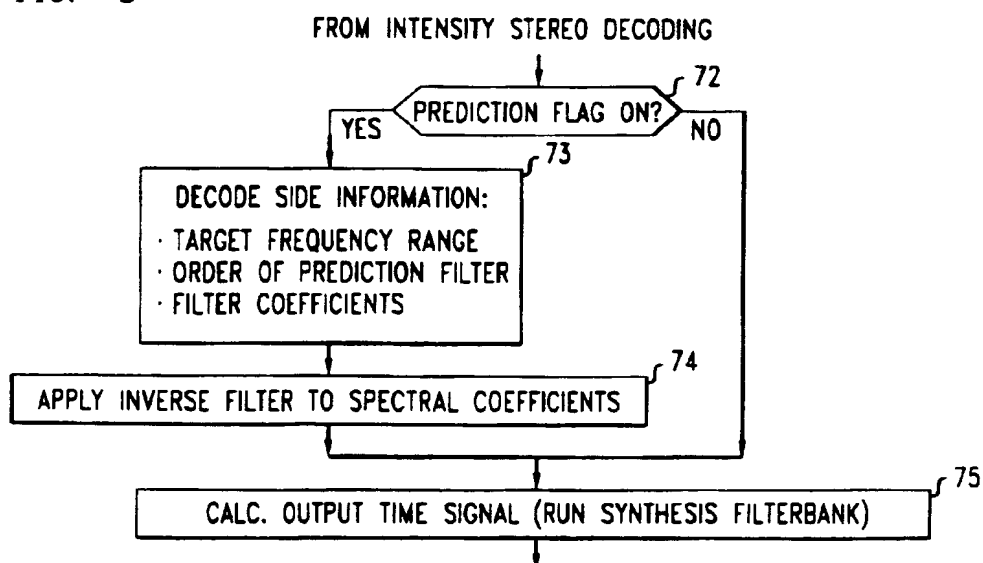 FROM INTENSITY STEREO DECODING
72
PREDICTION FLAG ON?
YES
NO
73
DECODE SIDE INFORMATION:
· TARGET FREQUENCY RANGE
· ORDER OF PREDICTION FILTER
· FILTER COEFFICIENTS
74
APPLY INVERSE FILTER TO SPECTRAL COEFFICIENTS
75
CALC. OUTPUT TIME SIGNAL (RUN SYNTHESIS FILTERBANK)